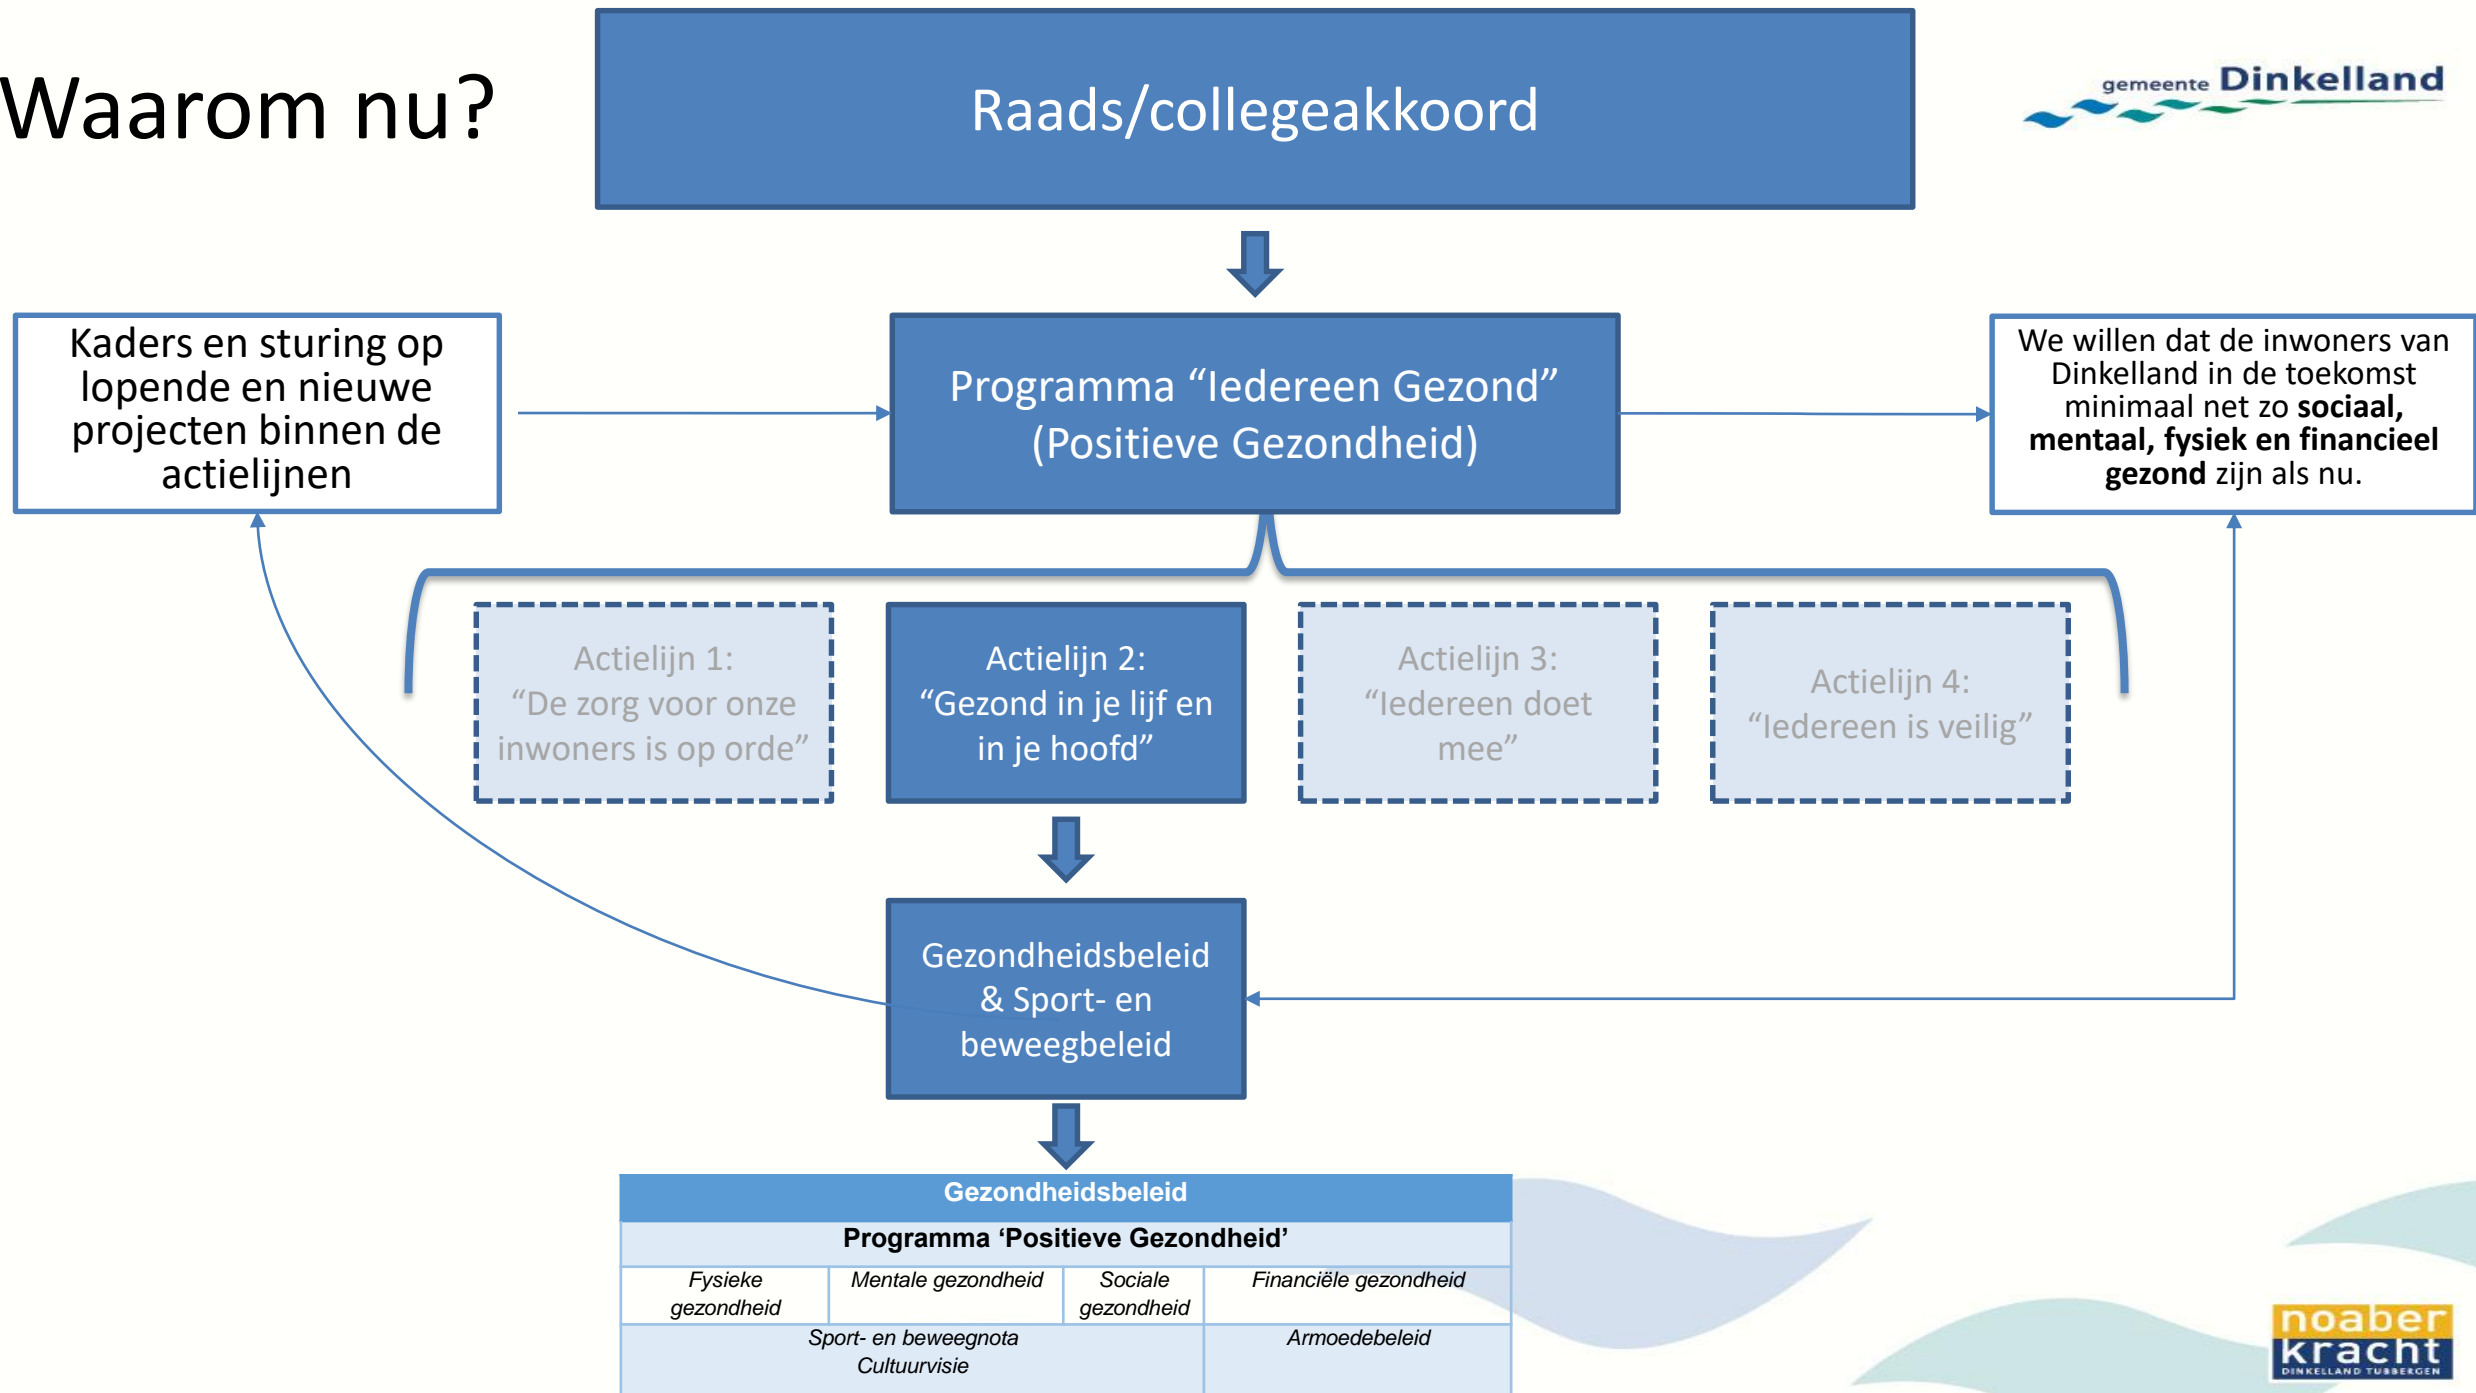 Waarom nu?
Raads/collegeakkoord
gemeente Dinkelland
Kaders en sturing op
lopende en nieuwe
projecten binnen de
actielijnen
Programma “Iedereen Gezond”
(Positieve Gezondheid)
We willen dat de inwoners van
Dinkelland in de toekomst
minimaal net zo sociaal,
mentaal, fysiek en financieel
gezond zijn als nu.
Actielijn 1:
“De zorg voor onze
inwoners is op orde”
Actielijn 2:
“Gezond in je lijf en
in je hoofd”
Actielijn 3:
“Iedereen doet
mee”
Actielijn 4:
“Iedereen is veilig”
Gezondheidsbeleid
& Sport- en
beweegbeleid
Gezondheidsbeleid
Programma ‘Positieve Gezondheid’
Fysieke
gezondheid
Mentale gezondheid
Sociale
gezondheid
Financiële gezondheid
Sport- en beweegnota
Cultuurvisie
Armoedebeleid
noaber
kracht
DINKELLAND TUBBERGEN